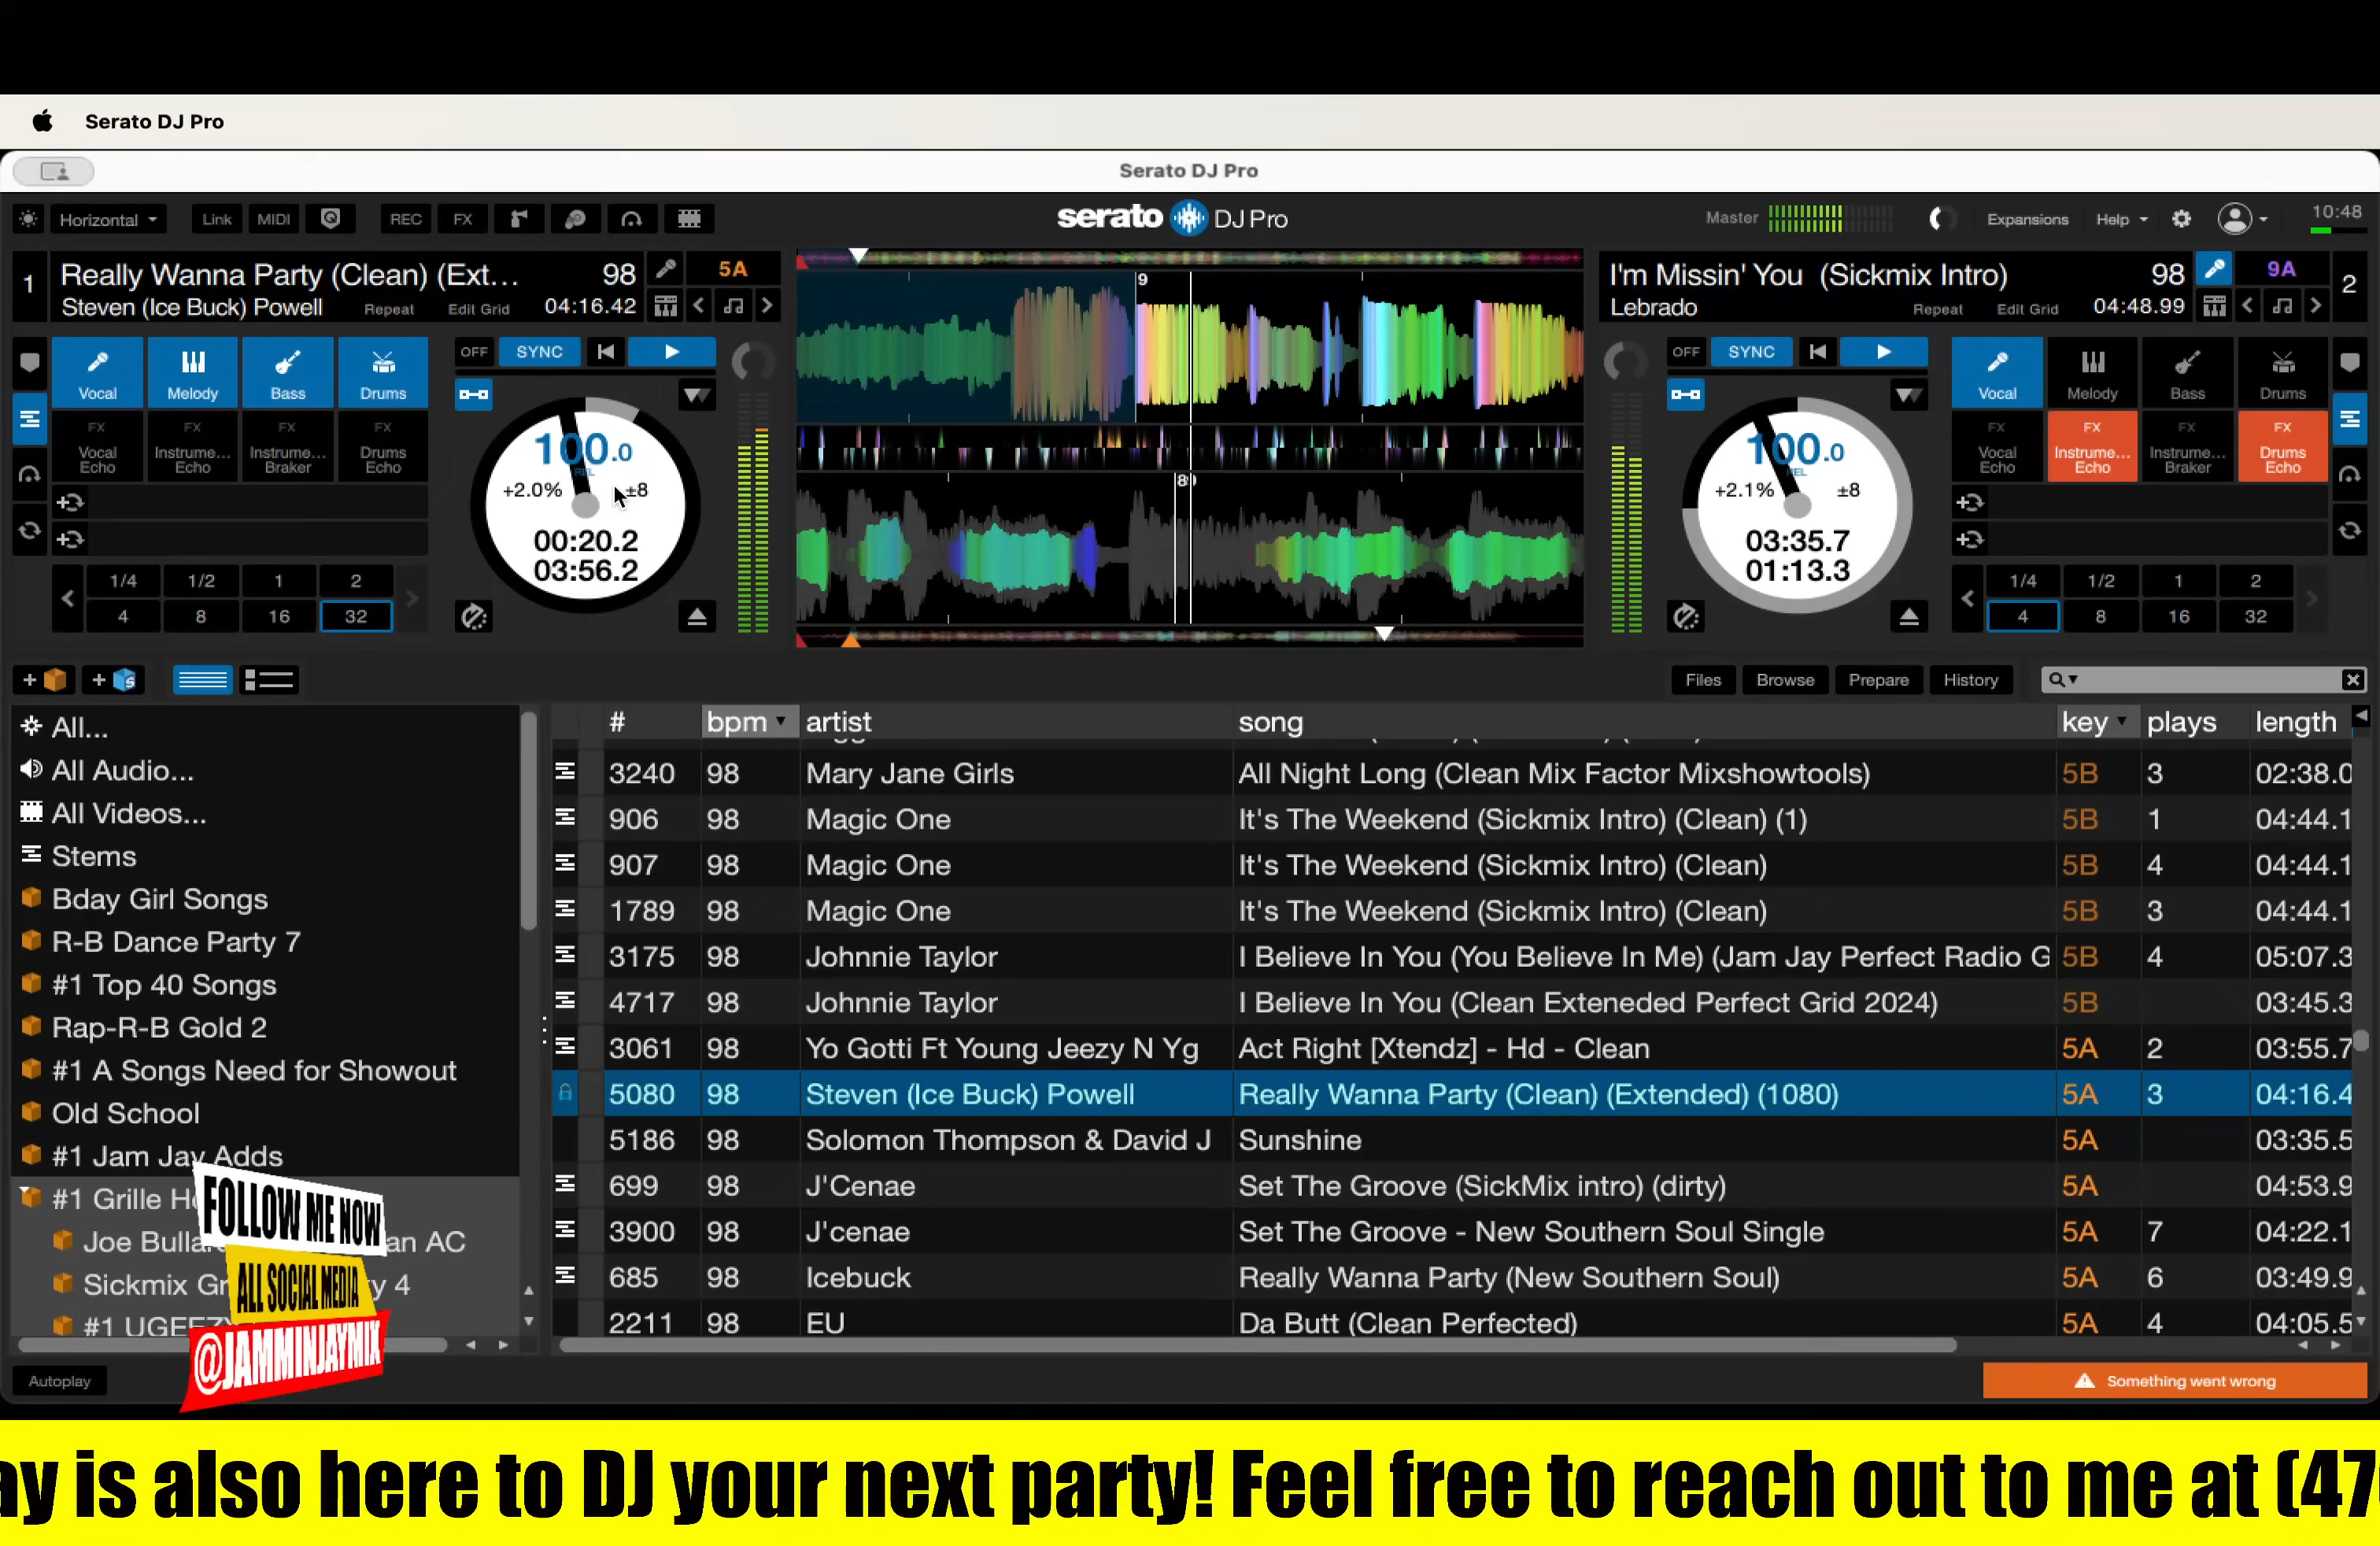 Serato DJ Pro
Serato DJ Pro
Horizontal
Link
MIDI
REC
FX
serato DJ Pro
Master
Expansions
Help
10:48
1
Really Wanna Party (Clean) (Ext...
98
5A
Steven (Ice Buck) Powell
Repeat
Edit Grid
04:16.42
I'm Missin' You (Sickmix Intro)
98
9A
2
Lebrado
Repeat
Edit Grid
04:48.99
Vocal
Melody
Bass
Drums
FX Vocal Echo
FX Instrume... Echo
FX Instrume... Braker
FX Drums Echo
1/4 1/2 1 2
4 8 16 32
OFF
SYNC
100.0
REL
+2.0%
±8
00:20.2
03:56.2
9
89
OFF
SYNC
100.0
REL
+2.1%
±8
03:35.7
01:13.3
Vocal
Melody
Bass
Drums
FX Vocal Echo
FX Instrume... Echo
FX Instrume... Braker
FX Drums Echo
1/4 1/2 1 2
4 8 16 32
Files
Browse
Prepare
History
All...
All Audio...
All Videos...
Stems
Bday Girl Songs
R-B Dance Party 7
#1 Top 40 Songs
Rap-R-B Gold 2
#1 A Songs Need for Showout
Old School
#1 Jam Jay Adds
#1 Grille
Joe an AC
Sickmix 4
#1
FOLLOW ME NOW
ALL SOCIAL MEDIA
@JAMMINJAYMIX
# bpm artist song key plays length
3240 98 Mary Jane Girls All Night Long (Clean Mix Factor Mixshowtools) 5B 3 02:38.0
906 98 Magic One It's The Weekend (Sickmix Intro) (Clean) (1) 5B 1 04:44.1
907 98 Magic One It's The Weekend (Sickmix Intro) (Clean) 5B 4 04:44.1
1789 98 Magic One It's The Weekend (Sickmix Intro) (Clean) 5B 3 04:44.1
3175 98 Johnnie Taylor I Believe In You (You Believe In Me) (Jam Jay Perfect Radio G 5B 4 05:07.3
4717 98 Johnnie Taylor I Believe In You (Clean Exteneded Perfect Grid 2024) 5B 03:45.3
3061 98 Yo Gotti Ft Young Jeezy N Yg Act Right [Xtendz] - Hd - Clean 5A 2 03:55.7
5080 98 Steven (Ice Buck) Powell Really Wanna Party (Clean) (Extended) (1080) 5A 3 04:16.4
5186 98 Solomon Thompson & David J Sunshine 5A 03:35.5
699 98 J'Cenae Set The Groove (SickMix intro) (dirty) 5A 04:53.9
3900 98 J'cenae Set The Groove - New Southern Soul Single 5A 7 04:22.1
685 98 Icebuck Really Wanna Party (New Southern Soul) 5A 6 03:49.9
2211 98 EU Da Butt (Clean Perfected) 5A 4 04:05.5
Autoplay
Something went wrong
ay is also here to DJ your next party! Feel free to reach out to me at (47